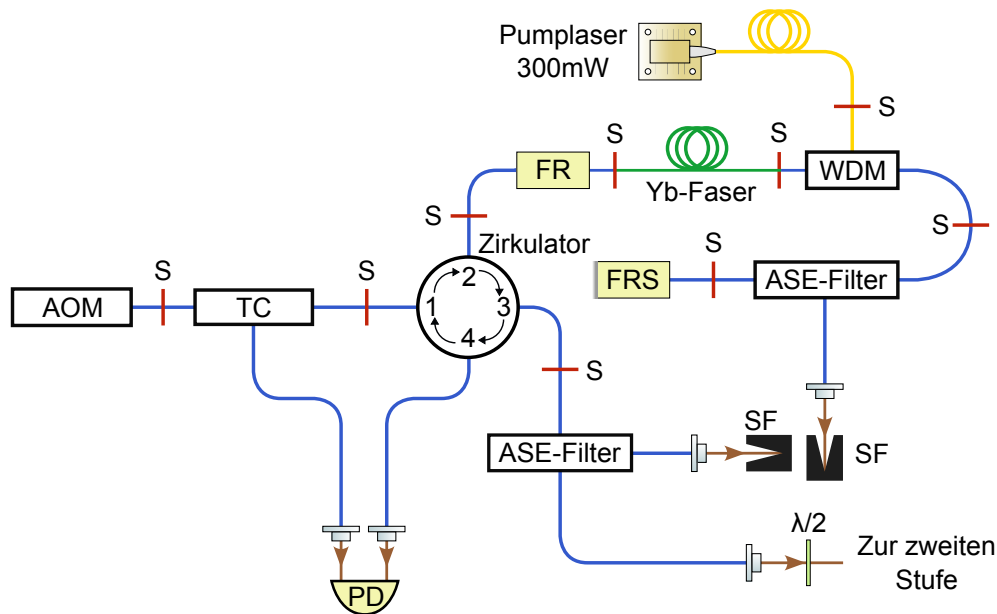 Pumplaser
300mW
S
S
S
FR
WDM
Yb-Faser
S
Zirkulator
S
S
FRS
ASE-Filter
S
S
AOM
TC
1
2
3
4
S
ASE-Filter
SF
SF
λ/2
PD
Zur zweiten
Stufe